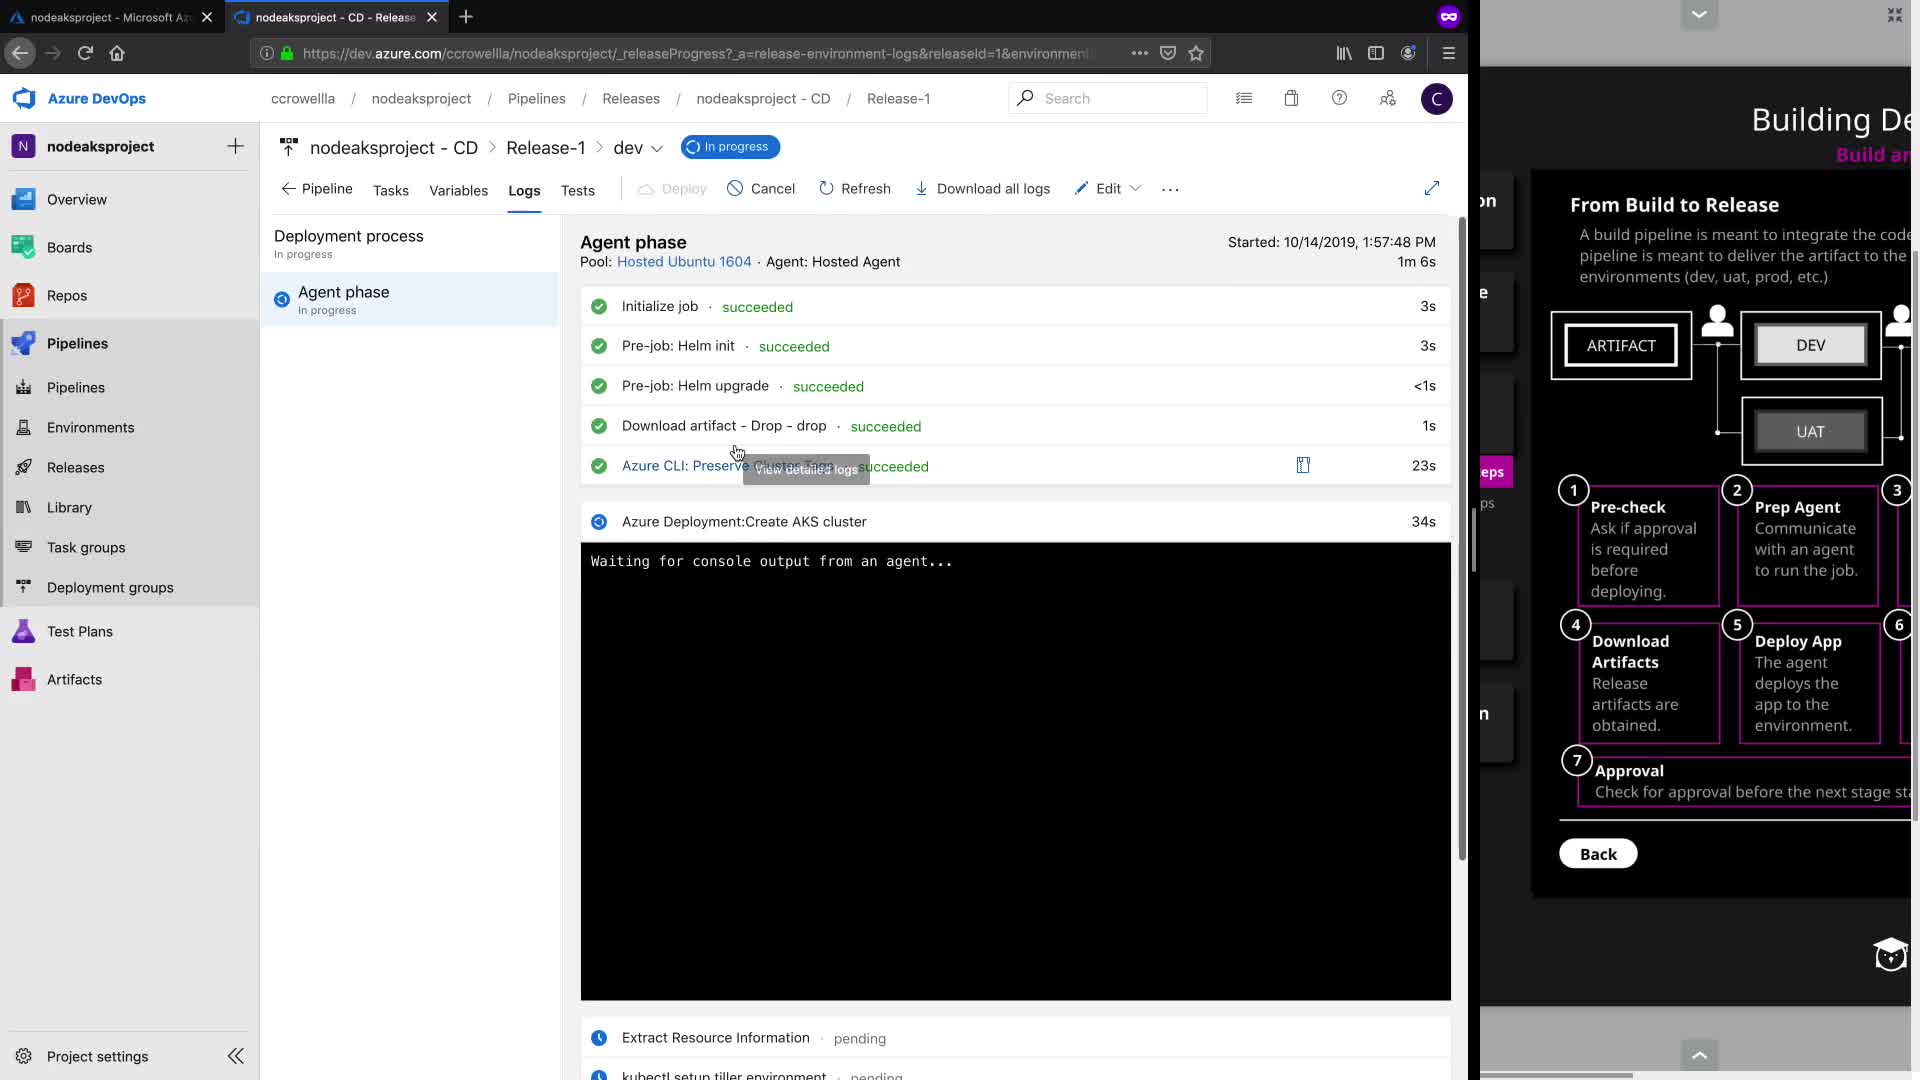 nodeaksproject - Microsoft Az
nodeaksproject - CD - Release
https://dev.azure.com/ccrowellla/nodeaksproject/_releaseProgress?_a=release-environment-logs&releaseId=1&environment
Azure DevOps
ccrowellla / nodeaksproject / Pipelines / Releases / nodeaksproject - CD / Release-1
Search
C
N nodeaksproject
Overview
Boards
Repos
Pipelines
Pipelines
Environments
Releases
Library
Task groups
Deployment groups
Test Plans
Artifacts
Project settings
nodeaksproject - CD > Release-1 > dev
In progress
Pipeline
Tasks
Variables
Logs
Tests
Deploy
Cancel
Refresh
Download all logs
Edit
Deployment process
In progress
Agent phase
In progress
Agent phase
Started: 10/14/2019, 1:57:48 PM
Pool: Hosted Ubuntu 1604 · Agent: Hosted Agent
1m 6s
Initialize job · succeeded 3s
Pre-job: Helm init · succeeded 3s
Pre-job: Helm upgrade · succeeded <1s
Download artifact - Drop - drop · succeeded 1s
Azure CLI: Preserve Cluster Tags succeeded 23s
View detailed logs
Azure Deployment:Create AKS cluster 34s
Waiting for console output from an agent...
Extract Resource Information · pending
kubectl setup tiller environment · pending
on
e
eps
ps
n
Building De
Build an
From Build to Release
A build pipeline is meant to integrate the code
pipeline is meant to deliver the artifact to the
environments (dev, uat, prod, etc.)
ARTIFACT
DEV
UAT
1
Pre-check
Ask if approval
is required
before
deploying.
2
Prep Agent
Communicate
with an agent
to run the job.
3
4
Download
Artifacts
Release
artifacts are
obtained.
5
Deploy App
The agent
deploys the
app to the
environment.
6
7
Approval
Check for approval before the next stage sta
Back